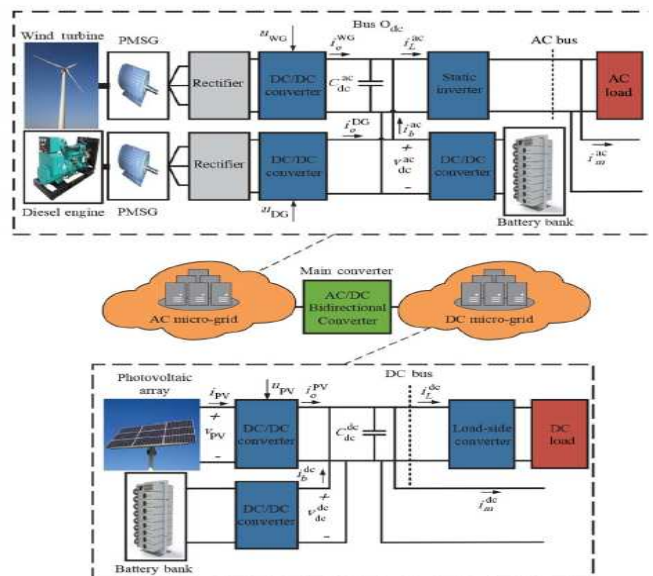 Bus O_dc
Wind turbine
PMSG
u_WG
i_o^WG
i_L^ac
AC bus
Rectifier
DC/DC
converter
C_dc^ac
Static
inverter
AC
load
i_o^DG
i_b^ac
i_m^ac
Rectifier
DC/DC
converter
+
v_dc^ac
-
DC/DC
converter
Diesel engine
PMSG
u_DG
Battery bank
Main converter
AC micro-grid
AC/DC
Bidirectional
Converter
DC micro-grid
Photovoltaic
array
i_PV
u_PV
i_o^PV
DC bus
i_L^dc
+
v_PV
-
DC/DC
converter
C_dc^dc
Load-side
converter
DC
load
i_b^dc
i_m^dc
DC/DC
converter
+
v_dc^dc
-
Battery bank